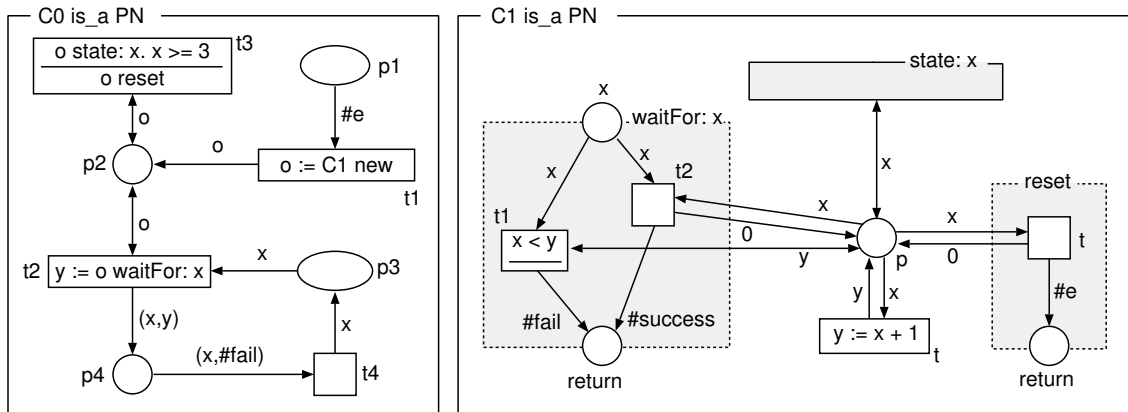 C0 is_a PN
o state: x. x >= 3
o reset
t3
p1
#e
o
p2
o
o := C1 new
t1
o
t2
y := o waitFor: x
x
p3
(x,y)
x
p4
(x,#fail)
t4
C1 is_a PN
state: x
x
waitFor: x
x
x
t2
x
reset
t1
x < y
x
0
y
x
0
p
t
y
x
#e
#fail
#success
y := x + 1
t
return
return